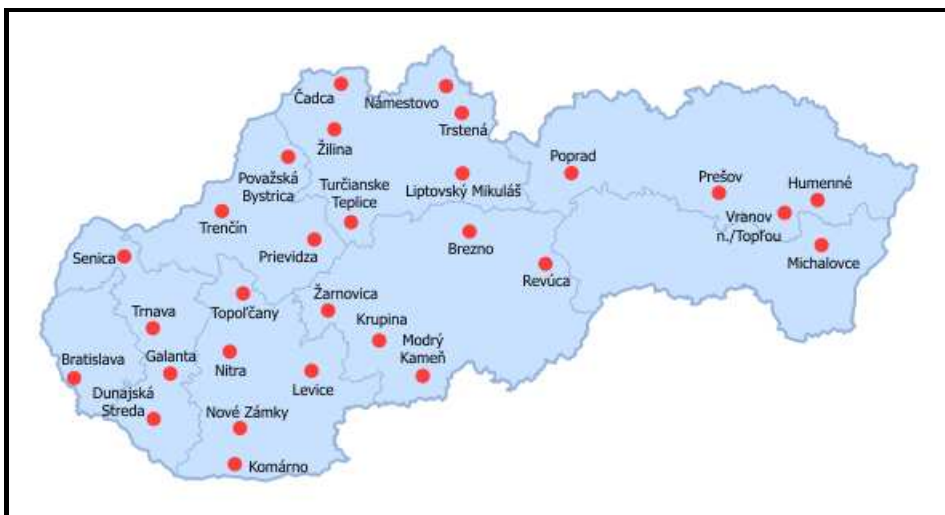 Čadca
Námestovo
Trstená
Žilina
Považská
Bystrica
Turčianske
Teplice
Liptovský Mikuláš
Poprad
Prešov
Humenné
Vranov
n./Topľou
Trenčín
Prievidza
Brezno
Michalovce
Senica
Revúca
Topoľčany
Žarnovica
Trnava
Krupina
Modrý
Kameň
Bratislava
Galanta
Nitra
Levice
Dunajská
Streda
Nové Zámky
Komárno